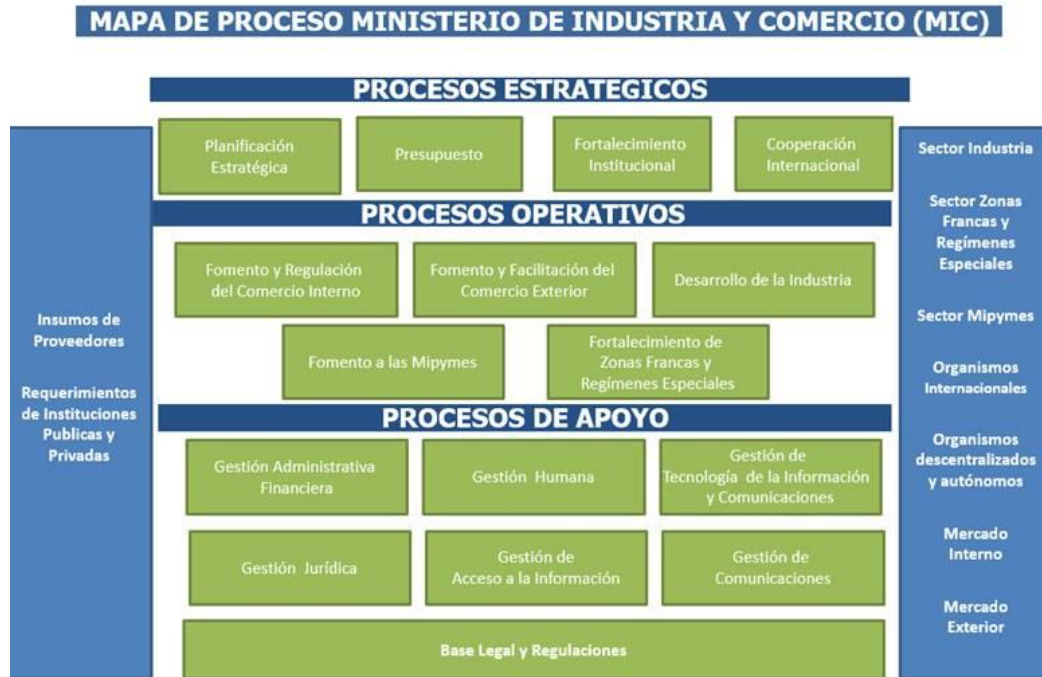 MAPA DE PROCESO MINISTERIO DE INDUSTRIA Y COMERCIO (MIC)
PROCESOS ESTRATEGICOS
Planificación
Estratégica
Presupuesto
Fortalecimiento
Institucional
Cooperación
Internacional
PROCESOS OPERATIVOS
Fomento y Regulación
del Comercio Interno
Fomento y Facilitación del
Comercio Exterior
Desarrollo de la Industria
Fomento a las Mipymes
Fortalecimiento de
Zonas Francas y
Regímenes Especiales
PROCESOS DE APOYO
Gestión Administrativa
Financiera
Gestión Humana
Gestión de
Tecnología de la Información
y Comunicaciones
Gestión Jurídica
Gestión de
Acceso a la Información
Gestión de
Comunicaciones
Base Legal y Regulaciones
Insumos de
Proveedores
Requerimientos
de Instituciones
Publicas y
Privadas
Sector Industria
Sector Zonas
Francas y
Regímenes
Especiales
Sector Mipymes
Organismos
Internacionales
Organismos
descentralizados
y autónomos
Mercado
Interno
Mercado
Exterior